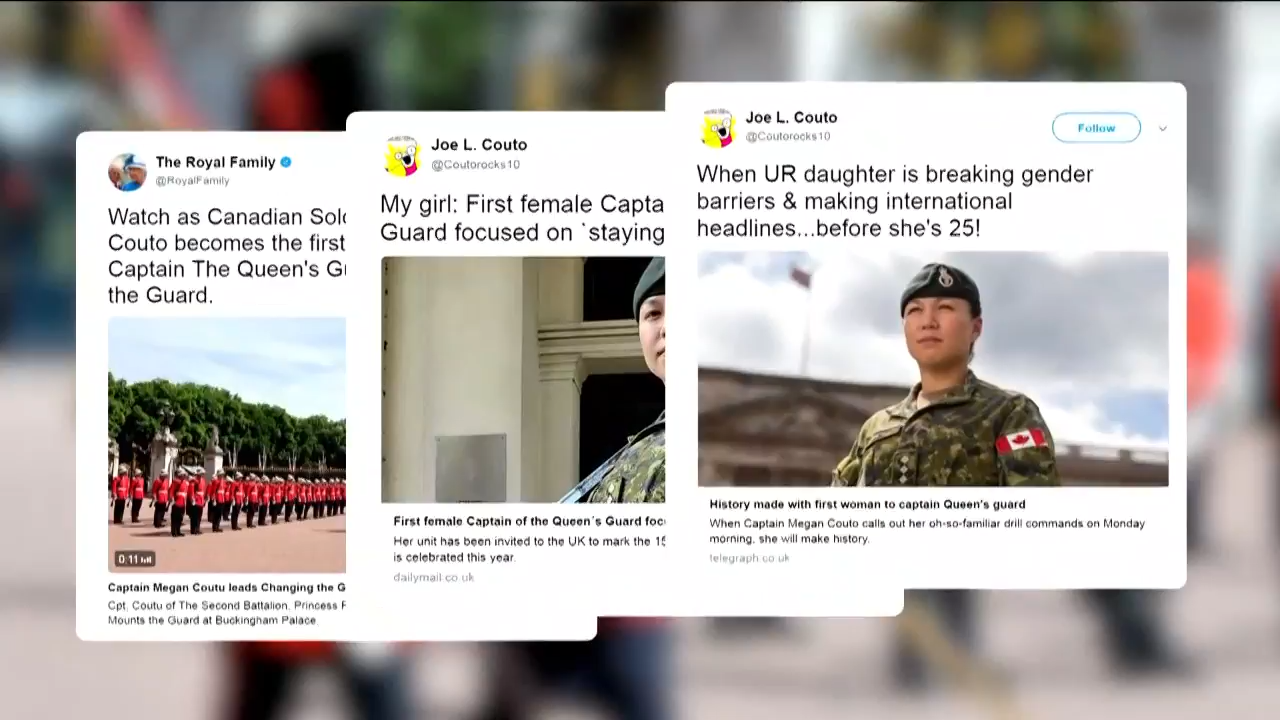 The Royal Family
@RoyalFamily
Watch as Canadian Sol
Couto becomes the first
Captain The Queen's G
the Guard.
0:11
Captain Megan Coutu leads Changing the G
Cpt. Coutu of The Second Battalion, Princess
Mounts the Guard at Buckingham Palace.
Joe L. Couto
@Coutorocks10
My girl: First female Capta
Guard focused on `staying
First female Captain of the Queen´s Guard foc
Her unit has been invited to the UK to mark the 15
is celebrated this year.
dailymail.co.uk
Joe L. Couto
@Coutorocks10
Follow
When UR daughter is breaking gender
barriers & making international
headlines...before she's 25!
History made with first woman to captain Queen's guard
When Captain Megan Couto calls out her oh-so-familiar drill commands on Monday
morning, she will make history.
telegraph.co.uk